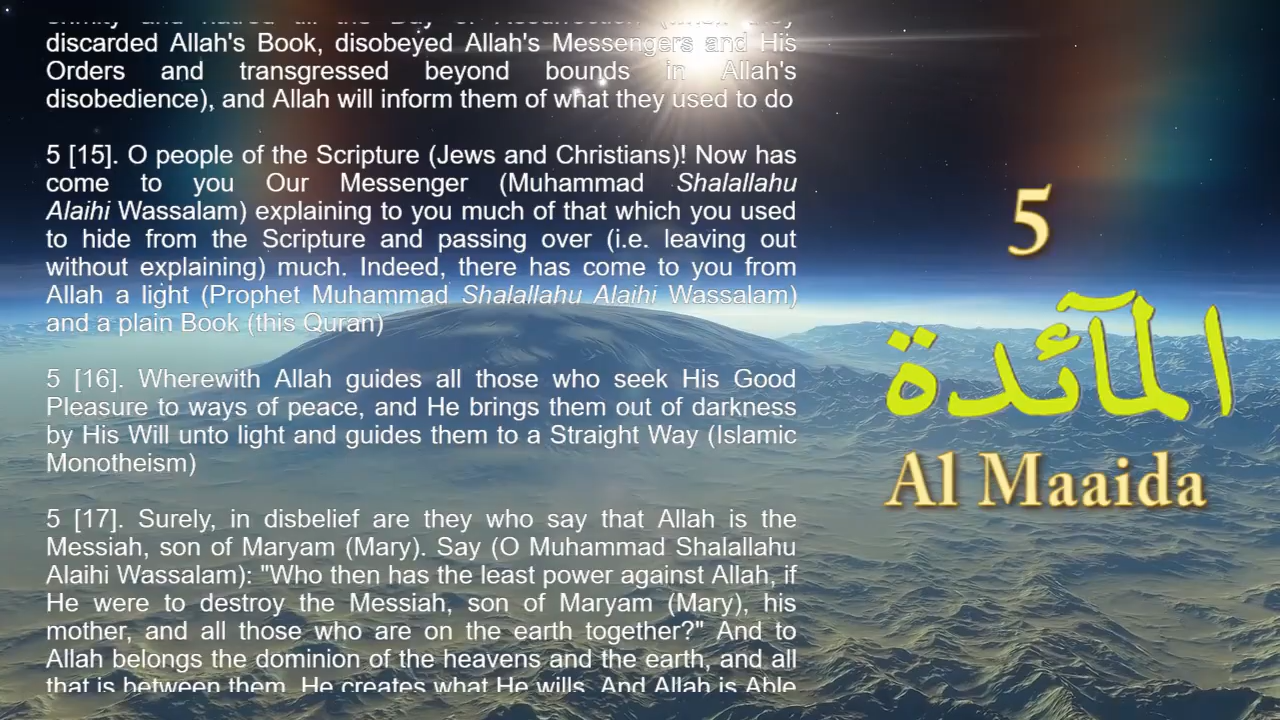 discarded Allah's Book, disobeyed Allah's Messengers and His
Orders and transgressed beyond bounds in Allah's
disobedience), and Allah will inform them of what they used to do
5 [15]. O people of the Scripture (Jews and Christians)! Now has
come to you Our Messenger (Muhammad Shalallahu
Alaihi Wassalam) explaining to you much of that which you used
to hide from the Scripture and passing over (i.e. leaving out
without explaining) much. Indeed, there has come to you from
Allah a light (Prophet Muhammad Shalallahu Alaihi Wassalam)
and a plain Book (this Quran)
5 [16]. Wherewith Allah guides all those who seek His Good
Pleasure to ways of peace, and He brings them out of darkness
by His Will unto light and guides them to a Straight Way (Islamic
Monotheism)
5 [17]. Surely, in disbelief are they who say that Allah is the
Messiah, son of Maryam (Mary). Say (O Muhammad Shalallahu
Alaihi Wassalam): "Who then has the least power against Allah, if
He were to destroy the Messiah, son of Maryam (Mary), his
mother, and all those who are on the earth together?" And to
Allah belongs the dominion of the heavens and the earth, and all
that is between them. He creates what He wills. And Allah is Able
5
المآئدة
Al Maaida